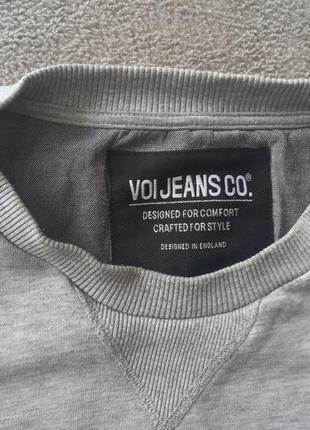 VOI JEANS CO.
DESIGNED FOR COMFORT
CRAFTED FOR STYLE
DESIGNED IN ENGLAND